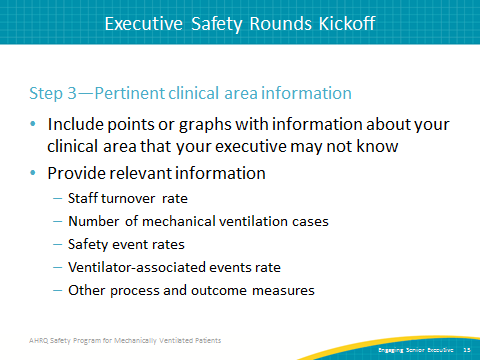 Executive Safety Rounds Kickoff
Step 3—Pertinent clinical area information
• Include points or graphs with information about your
clinical area that your executive may not know
• Provide relevant information
– Staff turnover rate
– Number of mechanical ventilation cases
– Safety event rates
– Ventilator-associated events rate
– Other process and outcome measures
AHRQ Safety Program for Mechanically Ventilated Patients
Engaging Senior Executive 15